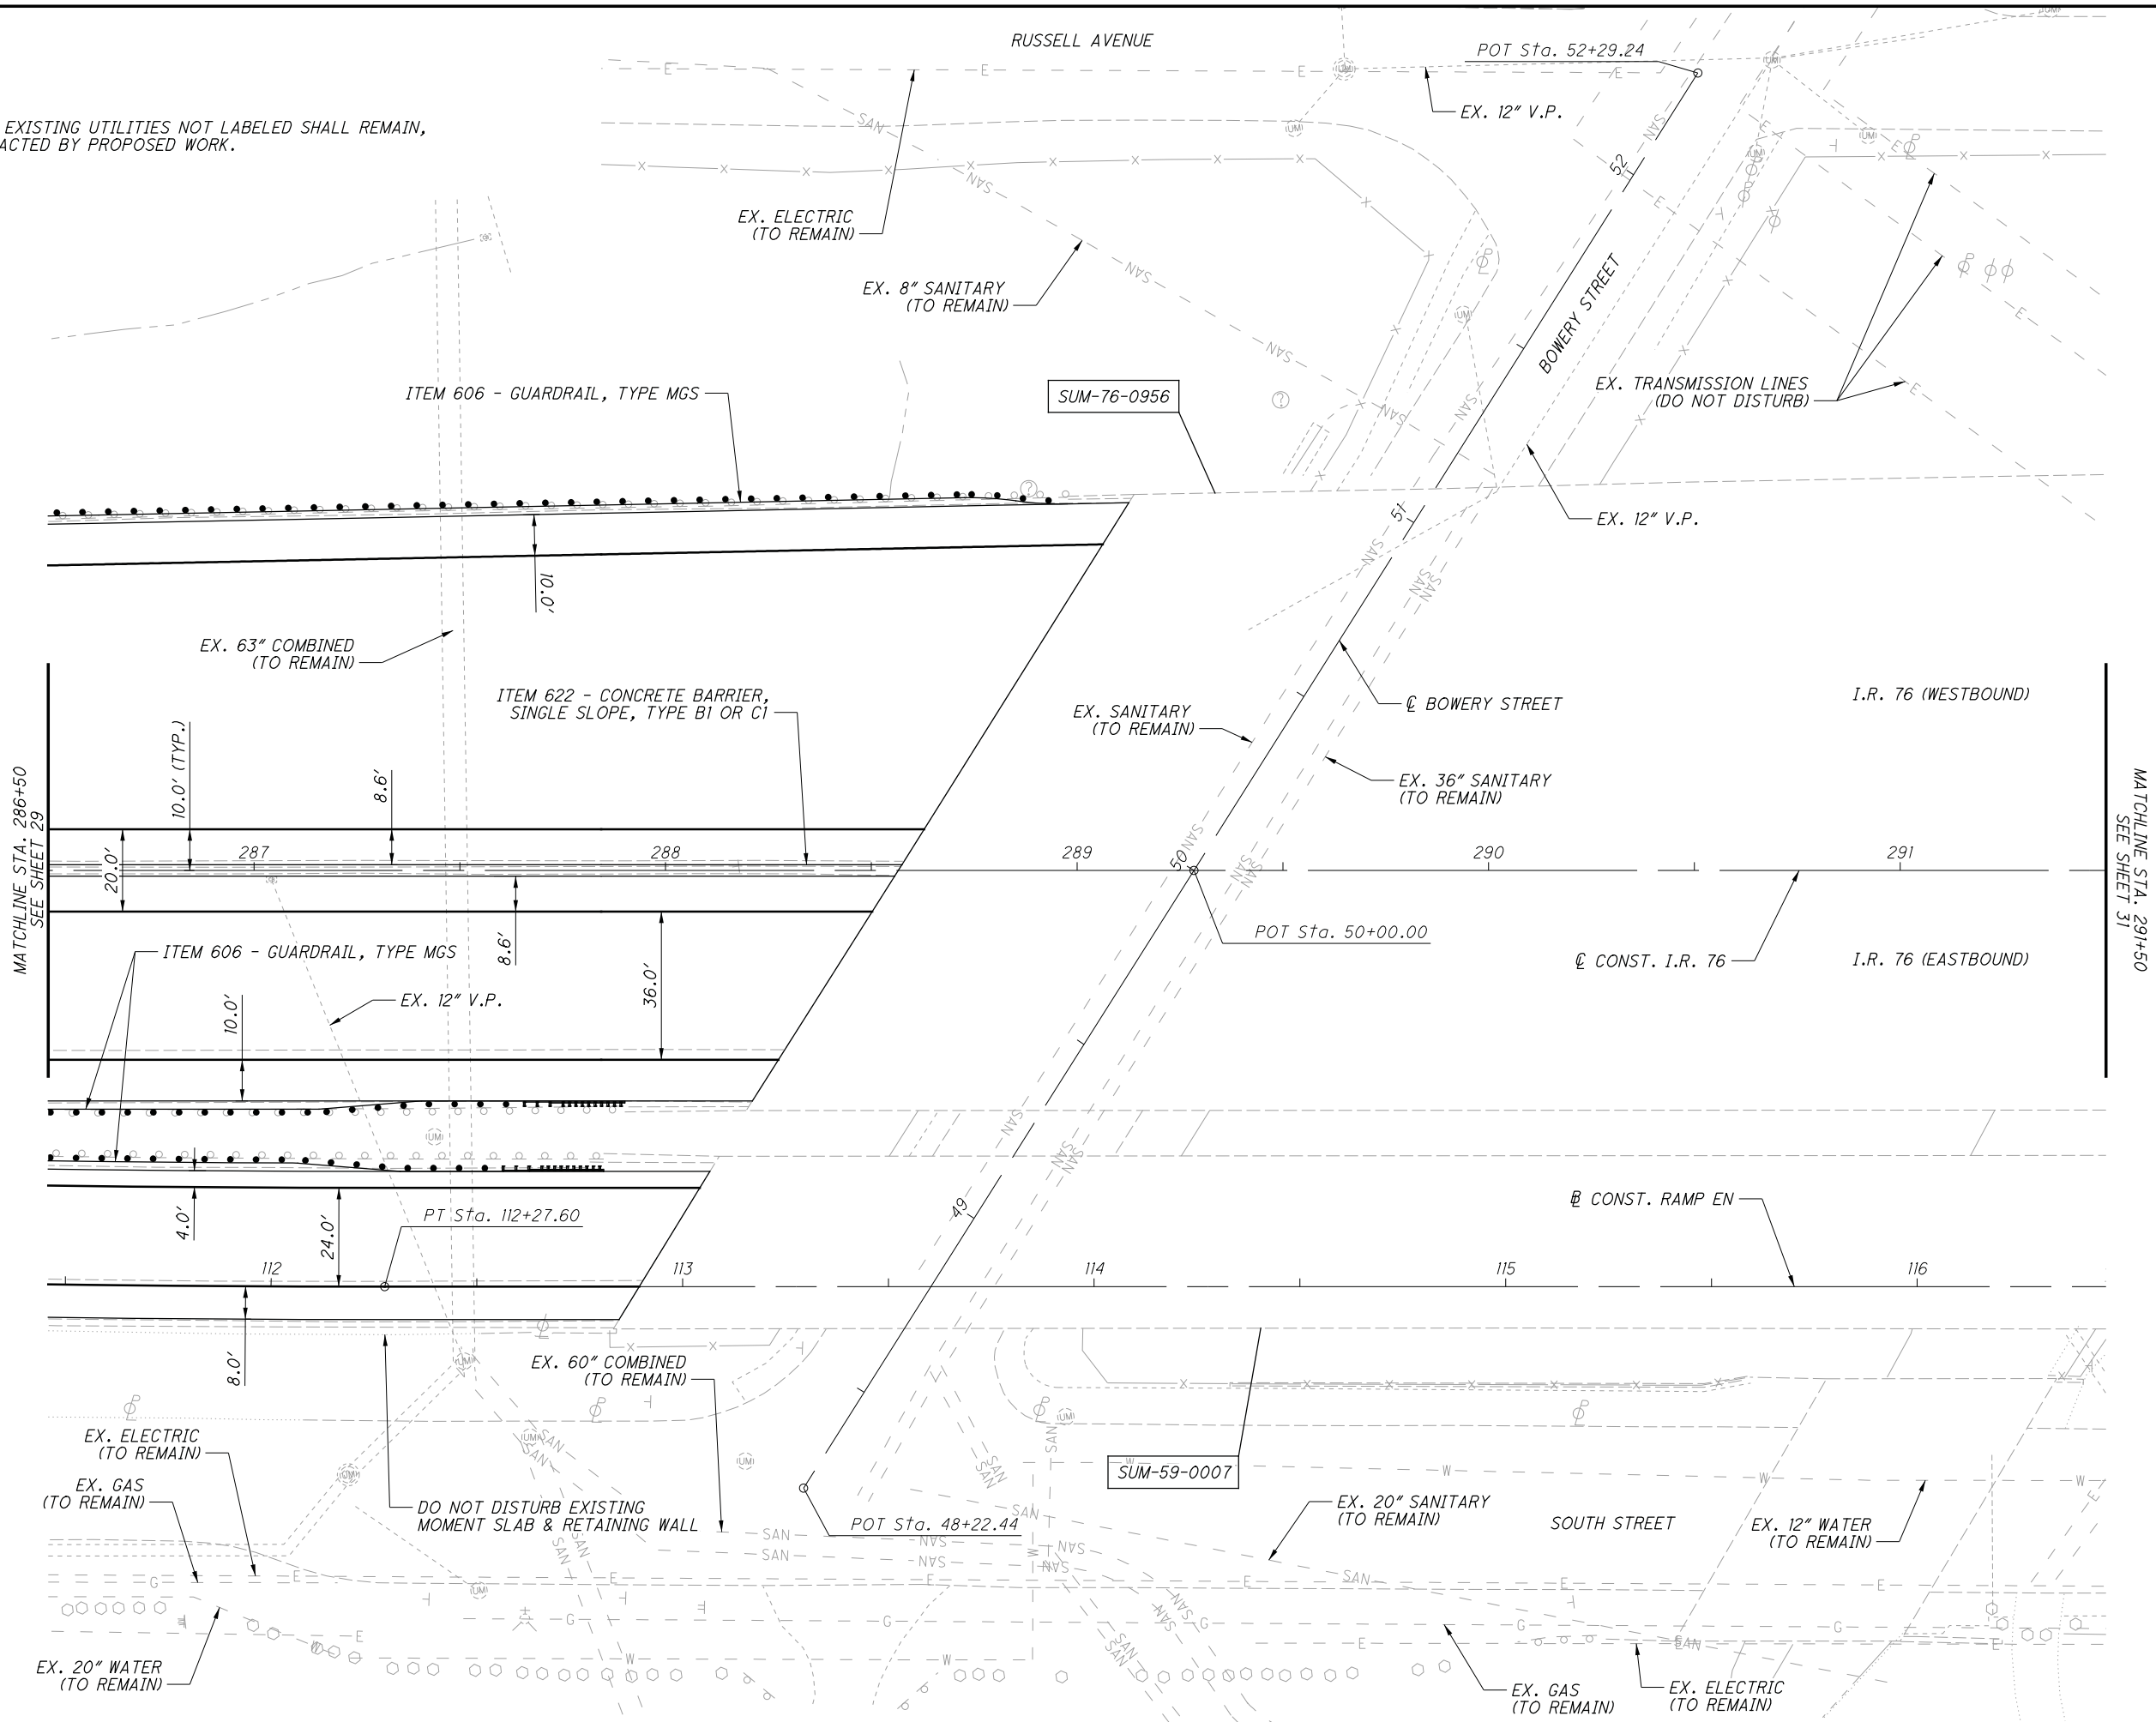 RUSSELL AVENUE
POT Sta. 52+29.24
EX. 12" V.P.
EXISTING UTILITIES NOT LABELED SHALL REMAIN,
ACTED BY PROPOSED WORK.
EX. ELECTRIC
(TO REMAIN)
EX. 8" SANITARY
(TO REMAIN)
52
BOWERY STREET
EX. TRANSMISSION LINES
(DO NOT DISTURB)
ITEM 606 - GUARDRAIL, TYPE MGS
SUM-76-0956
51
EX. 12" V.P.
10.0'
EX. 63" COMBINED
(TO REMAIN)
ITEM 622 - CONCRETE BARRIER,
SINGLE SLOPE, TYPE B1 OR C1
EX. SANITARY
(TO REMAIN)
℄ BOWERY STREET
I.R. 76 (WESTBOUND)
EX. 36" SANITARY
(TO REMAIN)
MATCHLINE STA. 286+50
SEE SHEET 29
MATCHLINE STA. 291+50
SEE SHEET 31
10.0' (TYP.)
8.6'
20.0'
287
288
289
50
290
291
8.6'
36.0'
POT Sta. 50+00.00
℄ CONST. I.R. 76
I.R. 76 (EASTBOUND)
ITEM 606 - GUARDRAIL, TYPE MGS
EX. 12" V.P.
10.0'
49
4.0'
24.0'
PT Sta. 112+27.60
B CONST. RAMP EN
112
113
114
115
116
8.0'
EX. 60" COMBINED
(TO REMAIN)
EX. ELECTRIC
(TO REMAIN)
EX. GAS
(TO REMAIN)
DO NOT DISTURB EXISTING
MOMENT SLAB & RETAINING WALL
POT Sta. 48+22.44
SUM-59-0007
EX. 20" SANITARY
(TO REMAIN)
SOUTH STREET
EX. 12" WATER
(TO REMAIN)
EX. 20" WATER
(TO REMAIN)
EX. GAS
(TO REMAIN)
EX. ELECTRIC
(TO REMAIN)